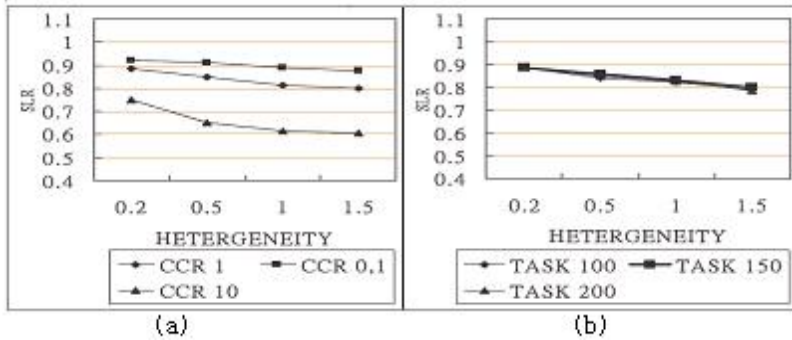 1.1
1
0.9
0.8
0.7
0.6
0.5
0.4
SLR
0.2 0.5 1 1.5
HETERGENEITY
CCR 1 CCR 0.1
CCR 10
(a)
1.1
1
0.9
0.8
0.7
0.6
0.5
0.4
SLR
0.2 0.5 1 1.5
HETERGENEITY
TASK 100 TASK 150
TASK 200
(b)